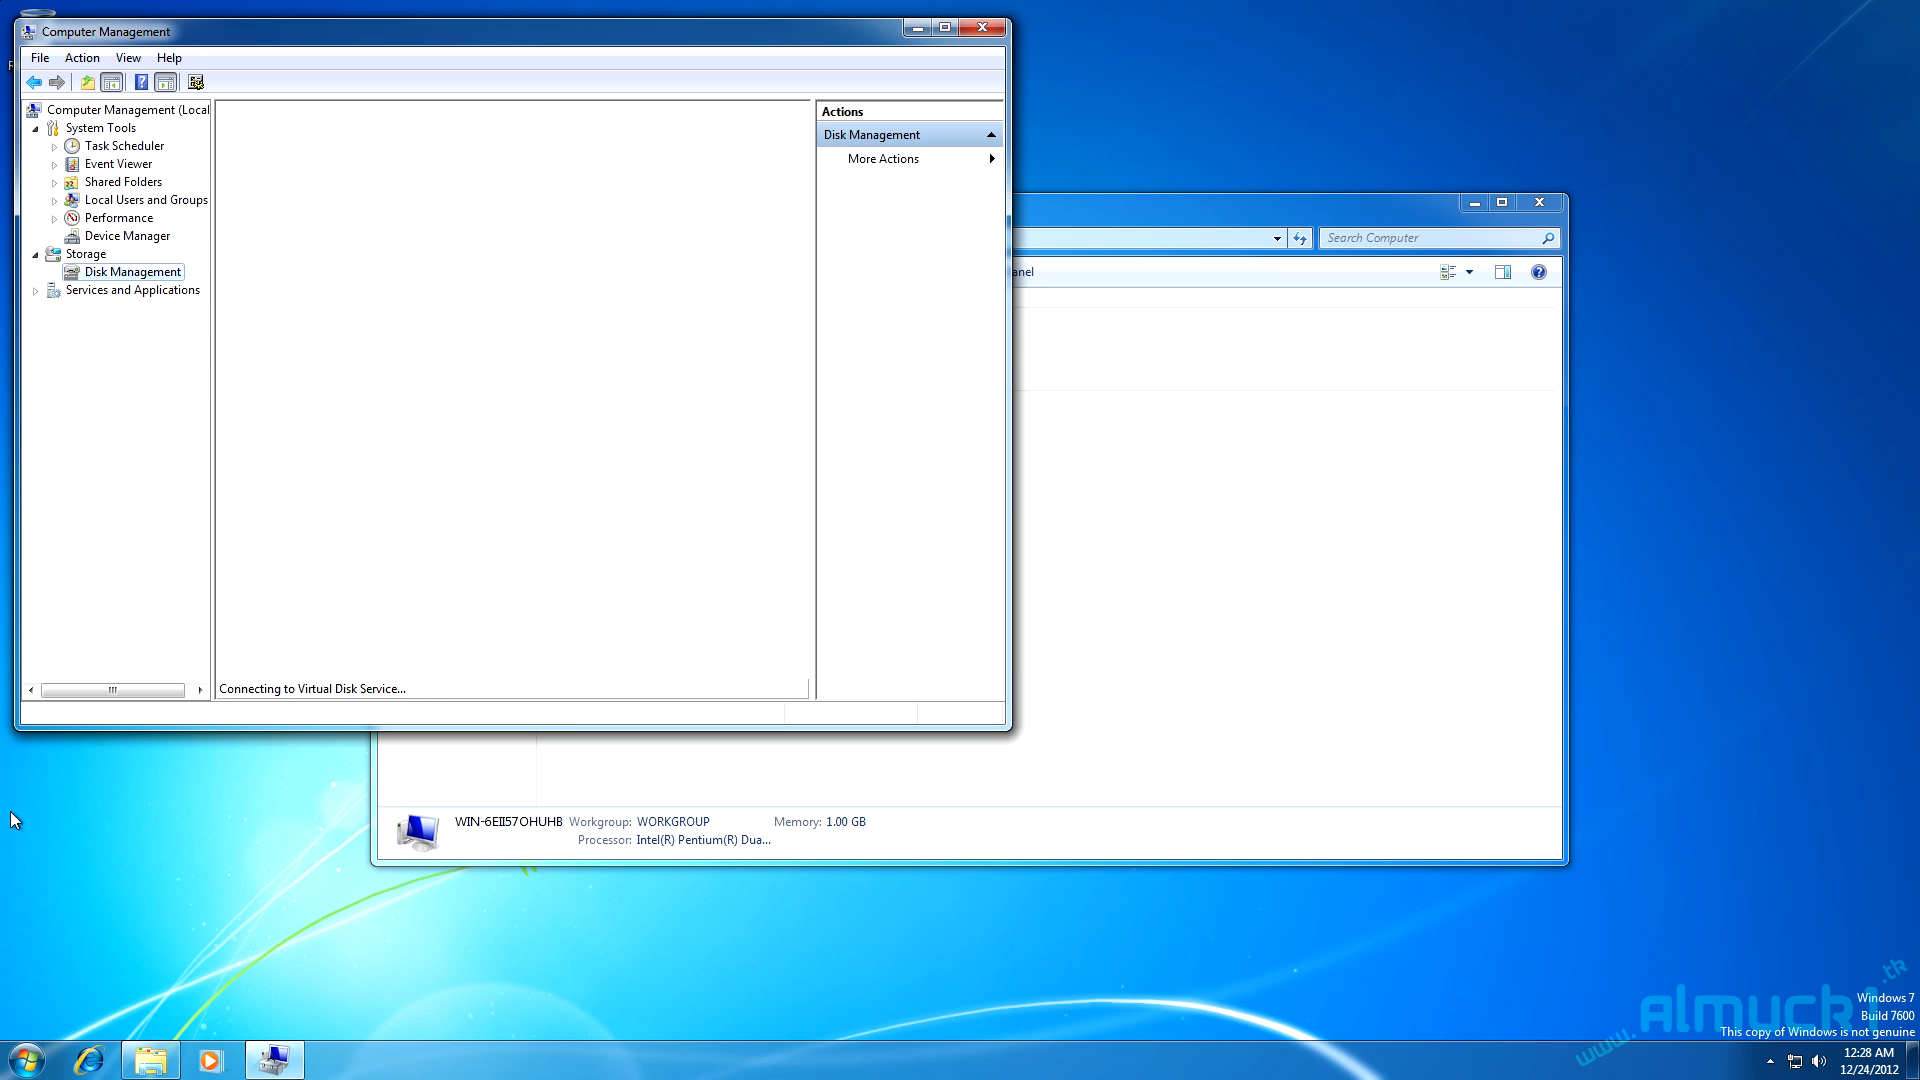 Computer Management
File Action View Help
Computer Management (Local
System Tools
Task Scheduler
Event Viewer
Shared Folders
Local Users and Groups
Performance
Device Manager
Storage
Disk Management
Services and Applications
Connecting to Virtual Disk Service...
Actions
Disk Management
More Actions
Search Computer
anel
WIN-6EII57OHUHB Workgroup: WORKGROUP Memory: 1.00 GB
Processor: Intel(R) Pentium(R) Dua...
www.almuck1.tk
Windows 7
Build 7600
This copy of Windows is not genuine
12:28 AM
12/24/2012